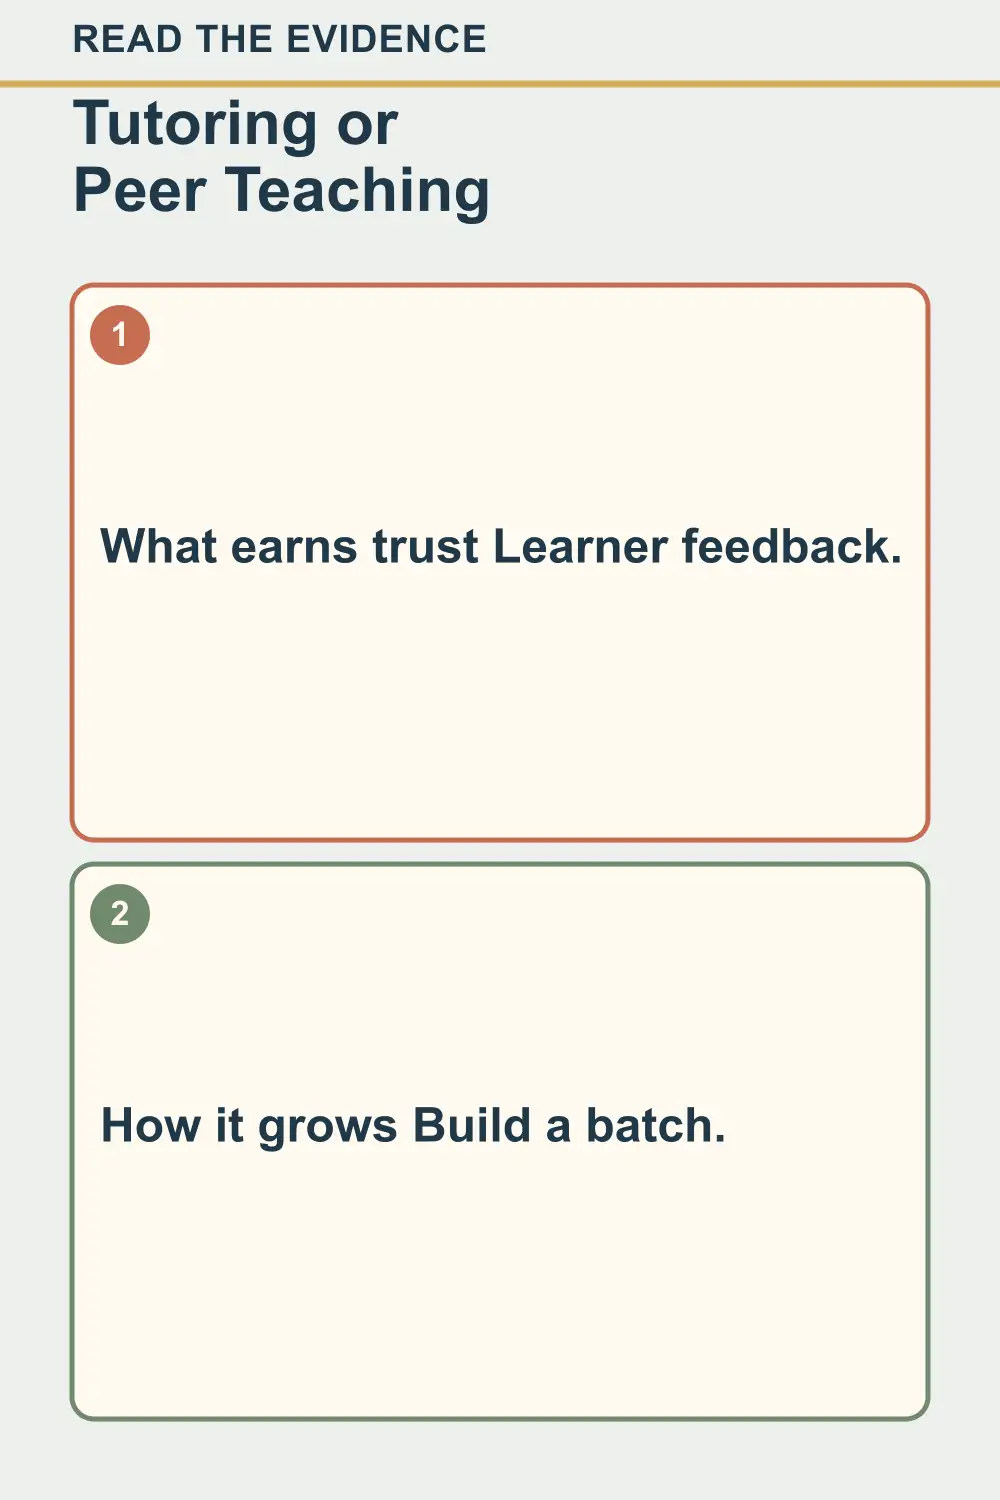 READ THE EVIDENCE
Tutoring or
Peer Teaching
1
What earns trust Learner feedback.
2
How it grows Build a batch.